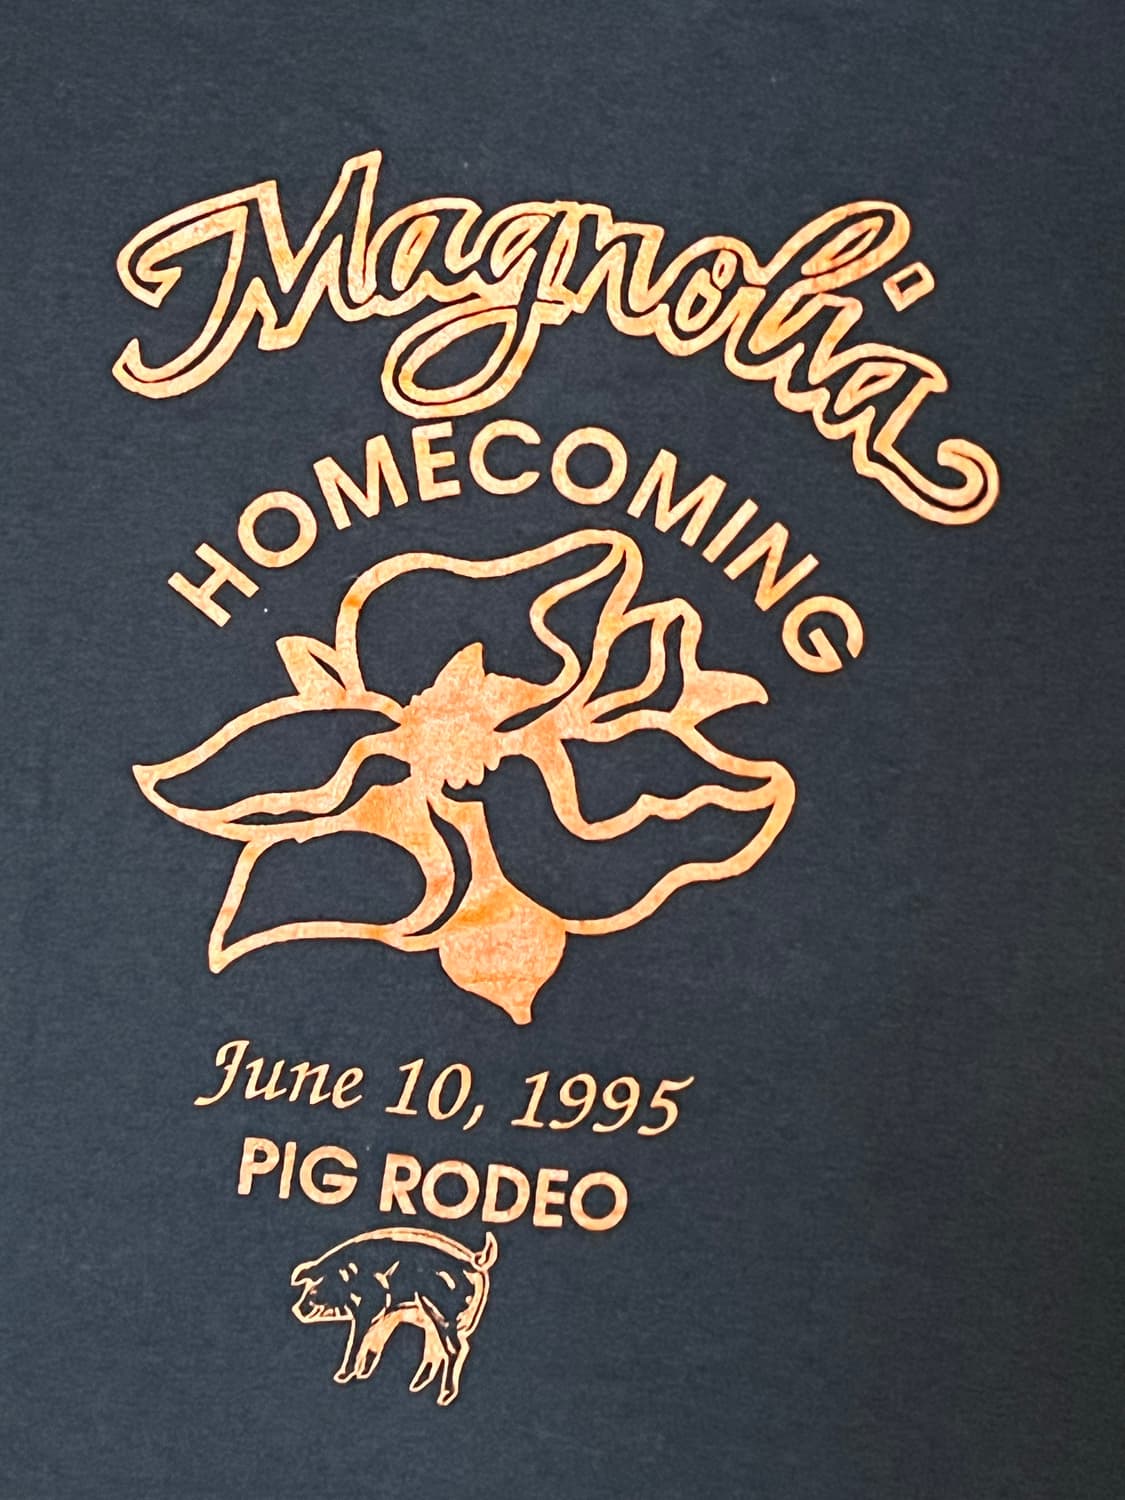 Magnolia
HOMECOMING
June 10, 1995
PIG RODEO